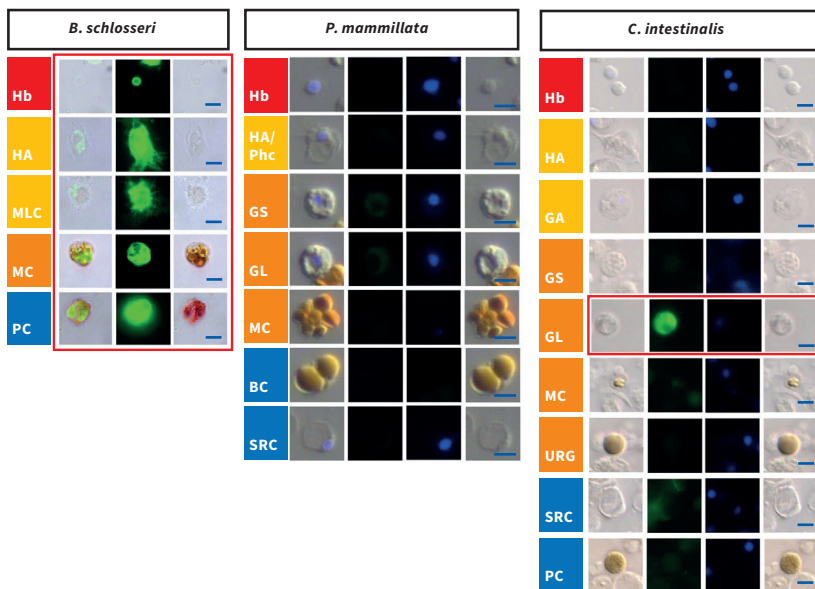 B. schlosseri
Hb
HA
MLC
MC
PC
P. mammillata
Hb
HA/
Phc
GS
GL
MC
BC
SRC
C. intestinalis
Hb
HA
GA
GS
GL
MC
URG
SRC
PC